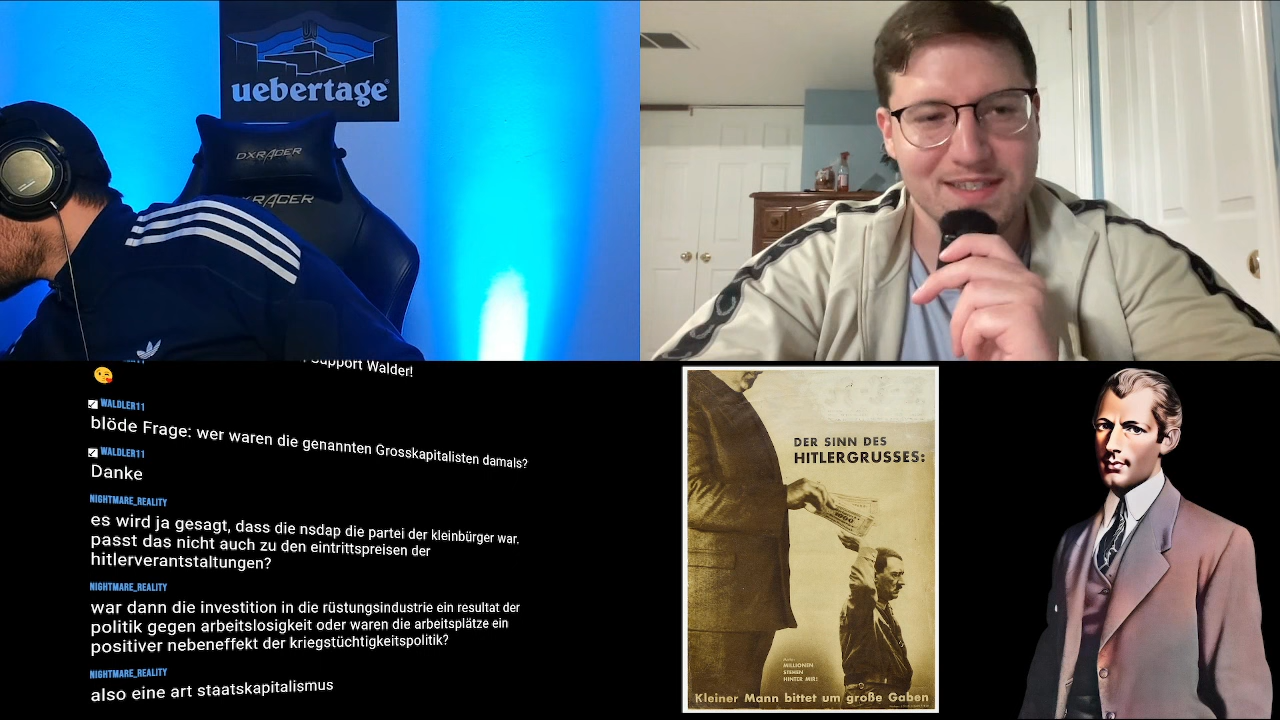 uebertage
DXRACER
DXRACER
Support Walder!
WALDLER11
blöde Frage: wer waren die genannten Grosskapitalisten damals?
WALDLER11
Danke
NIGHTMARE_REALITY
es wird ja gesagt, dass die nsdap die partei der kleinbürger war.
passt das nicht auch zu den eintrittspreisen der
hitlerverantstaltungen?
NIGHTMARE_REALITY
war dann die investition in die rüstungsindustrie ein resultat der
politik gegen arbeitslosigkeit oder waren die arbeitsplätze ein
positiver nebeneffekt der kriegstüchtigkeitspolitik?
NIGHTMARE_REALITY
also eine art staatskapitalismus
DER SINN DES
HITLERGRUSSES:
MILLIONEN
STEHEN
HINTER MIR!
Kleiner Mann bittet um große Gaben